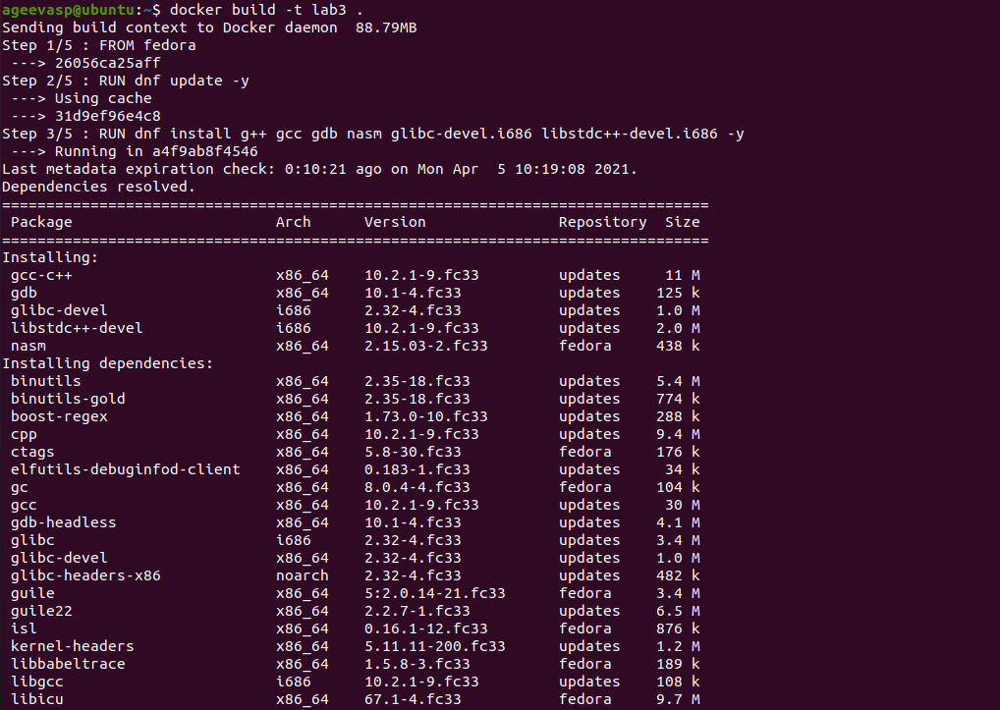 ageevasp@ubuntu:~$ docker build -t lab3 .
Sending build context to Docker daemon  88.79MB
Step 1/5 : FROM fedora
 ---> 26056ca25aff
Step 2/5 : RUN dnf update -y
 ---> Using cache
 ---> 31d9ef96e4c8
Step 3/5 : RUN dnf install g++ gcc gdb nasm glibc-devel.i686 libstdc++-devel.i686 -y
 ---> Running in a4f9ab8f4546
Last metadata expiration check: 0:10:21 ago on Mon Apr  5 10:19:08 2021.
Dependencies resolved.
================================================================================
 Package                       Arch      Version               Repository  Size
================================================================================
Installing:
 gcc-c++                       x86_64    10.2.1-9.fc33         updates     11 M
 gdb                           x86_64    10.1-4.fc33           updates    125 k
 glibc-devel                   i686      2.32-4.fc33           updates    1.0 M
 libstdc++-devel               i686      10.2.1-9.fc33         updates    2.0 M
 nasm                          x86_64    2.15.03-2.fc33        fedora     438 k
Installing dependencies:
 binutils                      x86_64    2.35-18.fc33          updates    5.4 M
 binutils-gold                 x86_64    2.35-18.fc33          updates    774 k
 boost-regex                   x86_64    1.73.0-10.fc33        updates    288 k
 cpp                           x86_64    10.2.1-9.fc33         updates    9.4 M
 ctags                         x86_64    5.8-30.fc33           fedora     176 k
 elfutils-debuginfod-client    x86_64    0.183-1.fc33          updates     34 k
 gc                            x86_64    8.0.4-4.fc33          fedora     104 k
 gcc                           x86_64    10.2.1-9.fc33         updates     30 M
 gdb-headless                  x86_64    10.1-4.fc33           updates    4.1 M
 glibc                         i686      2.32-4.fc33           updates    3.4 M
 glibc-devel                   x86_64    2.32-4.fc33           updates    1.0 M
 glibc-headers-x86             noarch    2.32-4.fc33           updates    482 k
 guile                         x86_64    5:2.0.14-21.fc33      fedora     3.4 M
 guile22                       x86_64    2.2.7-1.fc33          updates    6.5 M
 isl                           x86_64    0.16.1-12.fc33        fedora     876 k
 kernel-headers                x86_64    5.11.11-200.fc33      updates    1.2 M
 libbabeltrace                 x86_64    1.5.8-3.fc33          fedora     189 k
 libgcc                        i686      10.2.1-9.fc33         updates    108 k
 libicu                        x86_64    67.1-4.fc33           fedora     9.7 M